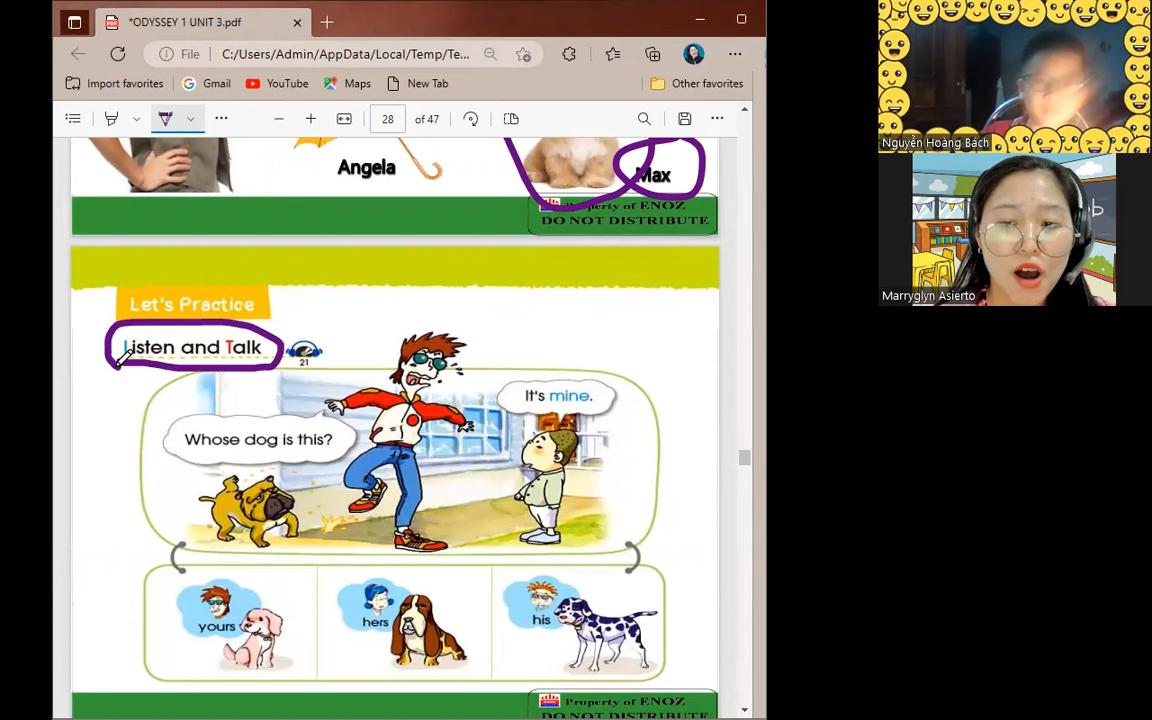 *ODYSSEY 1 UNIT 3.pdf
File
C:/Users/Admin/AppData/Local/Temp/Te...
Import favorites
Gmail
YouTube
Maps
New Tab
Other favorites
28
of 47
Angela
Max
Property of ENOZ
DO NOT DISTRIBUTE
Let's Practice
Listen and Talk
21
It's mine.
Whose dog is this?
yours
hers
his
Property of ENOZ
DO NOT DISTRIBUTE
Nguyễn Hoàng Bách
Marryglyn Asierto